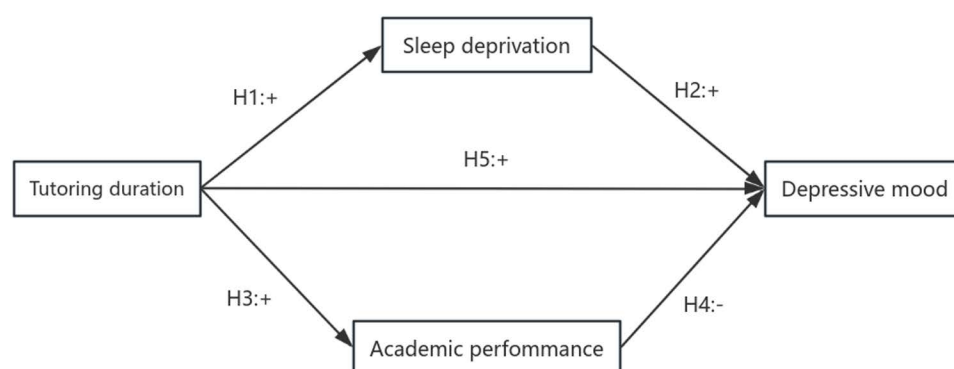 Sleep deprivation
H1:+
H2:+
H5:+
Tutoring duration
Depressive mood
H3:+
H4:-
Academic perfommance